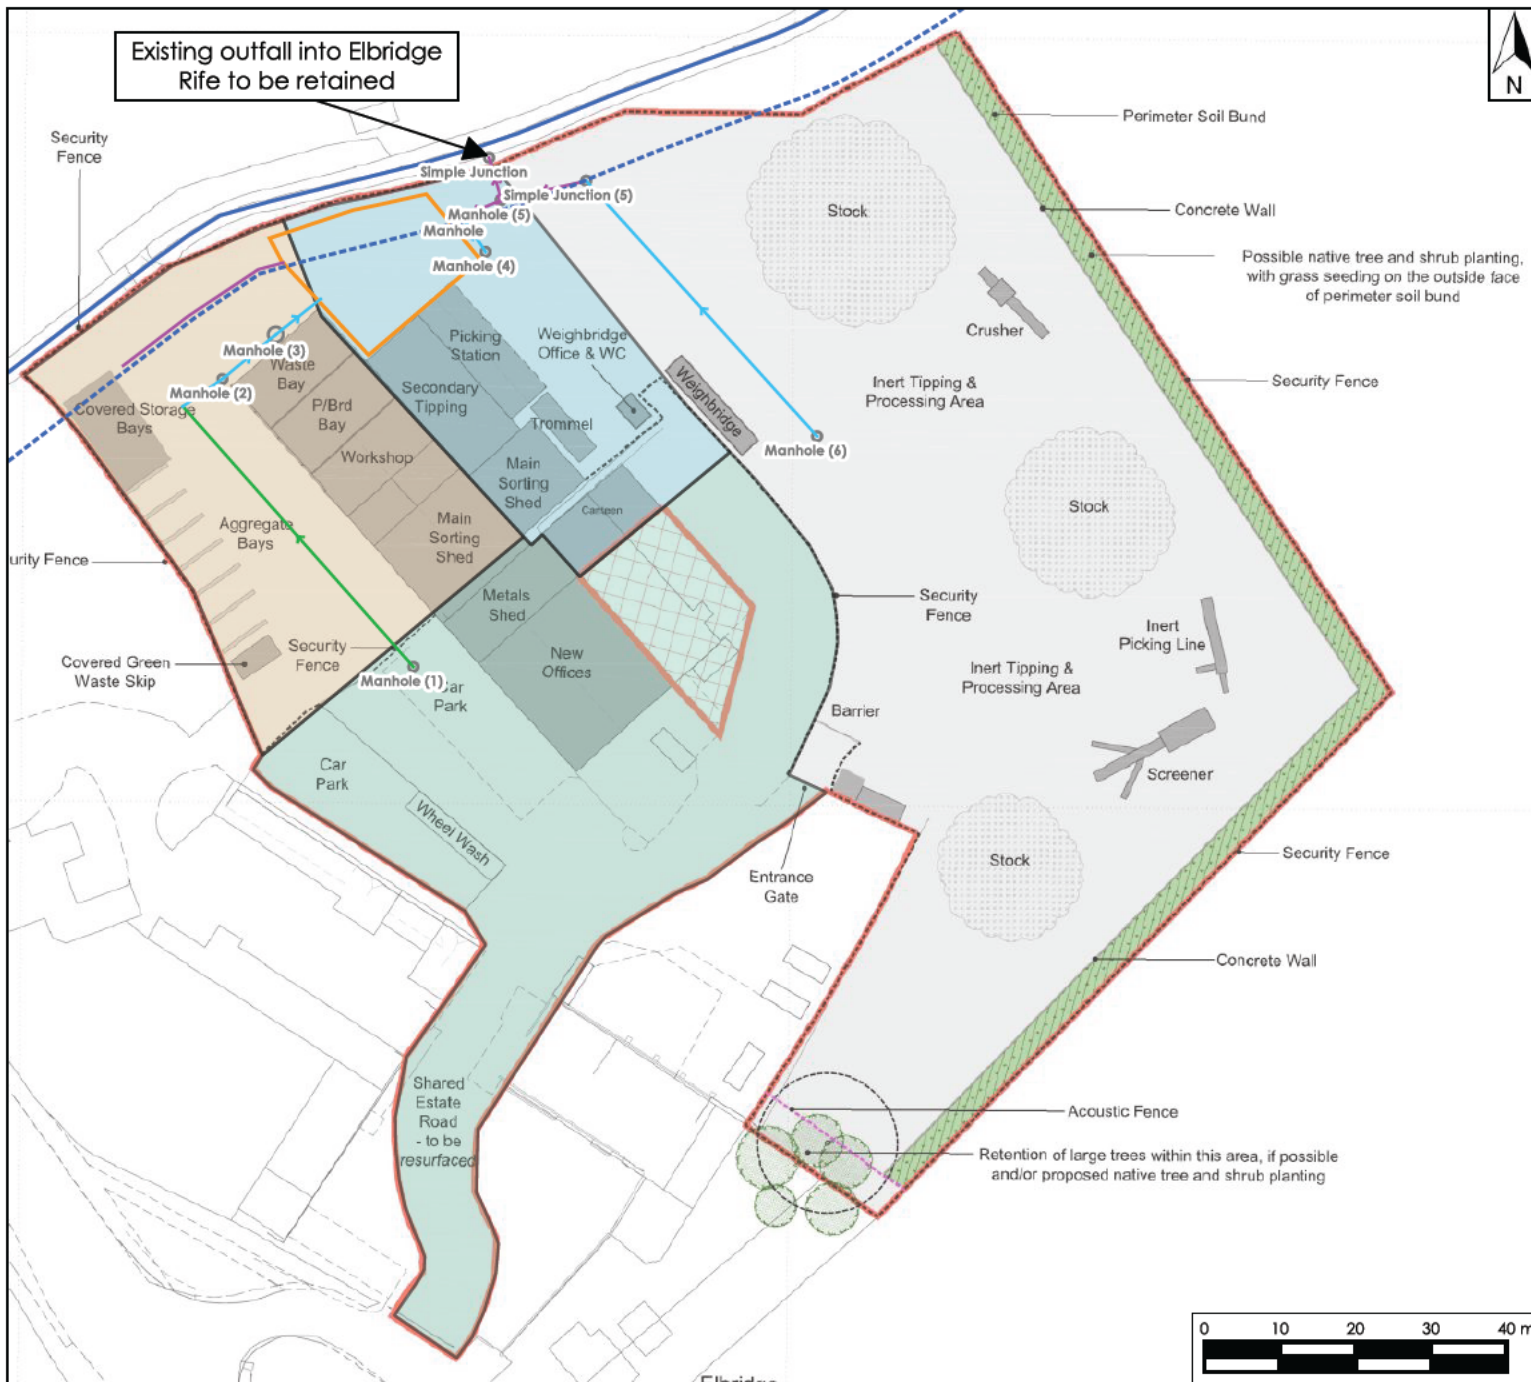 Existing outfall into Elbridge
Rife to be retained
N
Security
Fence
Perimeter Soil Bund
Simple Junction
Simple Junction (5)
Manhole (5)
Manhole
Manhole (4)
Stock
Concrete Wall
Possible native tree and shrub planting,
with grass seeding on the outside face
of perimeter soil bund
Crusher
Picking
Station
Weighbridge
Office & WC
Manhole (3)
Waste
Bay
Manhole (2)
Covered Storage
Bays
P/Brd
Bay
Secondary
Tipping
Trommel
Weighbridge
Inert Tipping &
Processing Area
Security Fence
Manhole (6)
Workshop
Main
Sorting
Shed
Canteen
Stock
Aggregate
Bays
Main
Sorting
Shed
urity Fence
Metals
Shed
Security
Fence
Inert
Picking Line
Covered Green
Waste Skip
Security
Fence
Manhole (1)
Car
Park
New
Offices
Inert Tipping &
Processing Area
Barrier
Screener
Car
Park
Wheel Wash
Entrance
Gate
Stock
Security Fence
Concrete Wall
Shared
Estate
Road
- to be
resurfaced
Acoustic Fence
Retention of large trees within this area, if possible
and/or proposed native tree and shrub planting
0 10 20 30 40 m
Elbridge